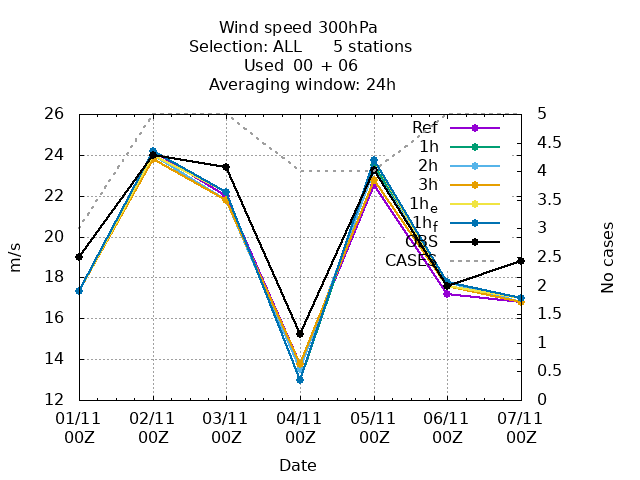 Wind speed 300hPa
Selection: ALL 5 stations
Used 00 + 06
Averaging window: 24h
26
24
22
20
18
16
14
12
m/s
5
4.5
4
3.5
3
2.5
2
1.5
1
0.5
0
No cases
Ref
1h
2h
3h
1he
1hf
OBS
CASES
01/11 02/11 03/11 04/11 05/11 06/11 07/11
00Z 00Z 00Z 00Z 00Z 00Z 00Z
Date